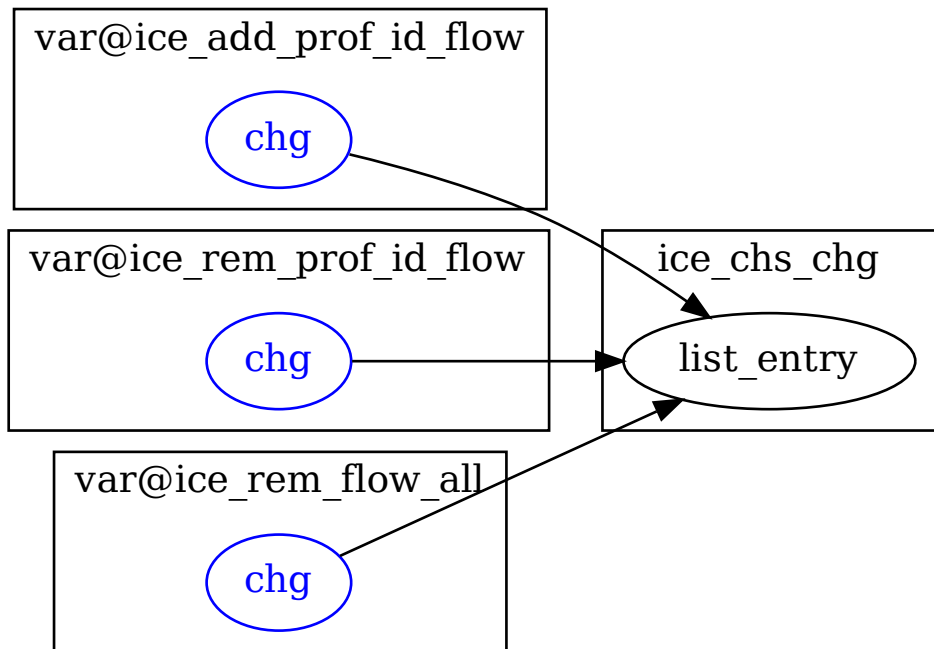 var@ice_add_prof_id_flow
chg
var@ice_rem_prof_id_flow
chg
ice_chs_chg
list_entry
var@ice_rem_flow_all
chg